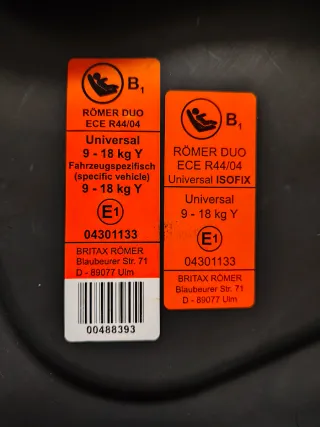 B1
RÖMER DUO
ECE R44/04
Universal
9 - 18 kg Y
Fahrzeugspezifisch
(specific vehicle)
9 - 18 kg Y
E1
04301133
BRITAX RÖMER
Blaubeurer Str. 71
D - 89077 Ulm
00488393
B1
RÖMER DUO
ECE R44/04
Universal ISOFIX
Universal
9 - 18 kg Y
E1
04301133
BRITAX RÖMER
Blaubeurer Str. 71
D - 89077 Ulm